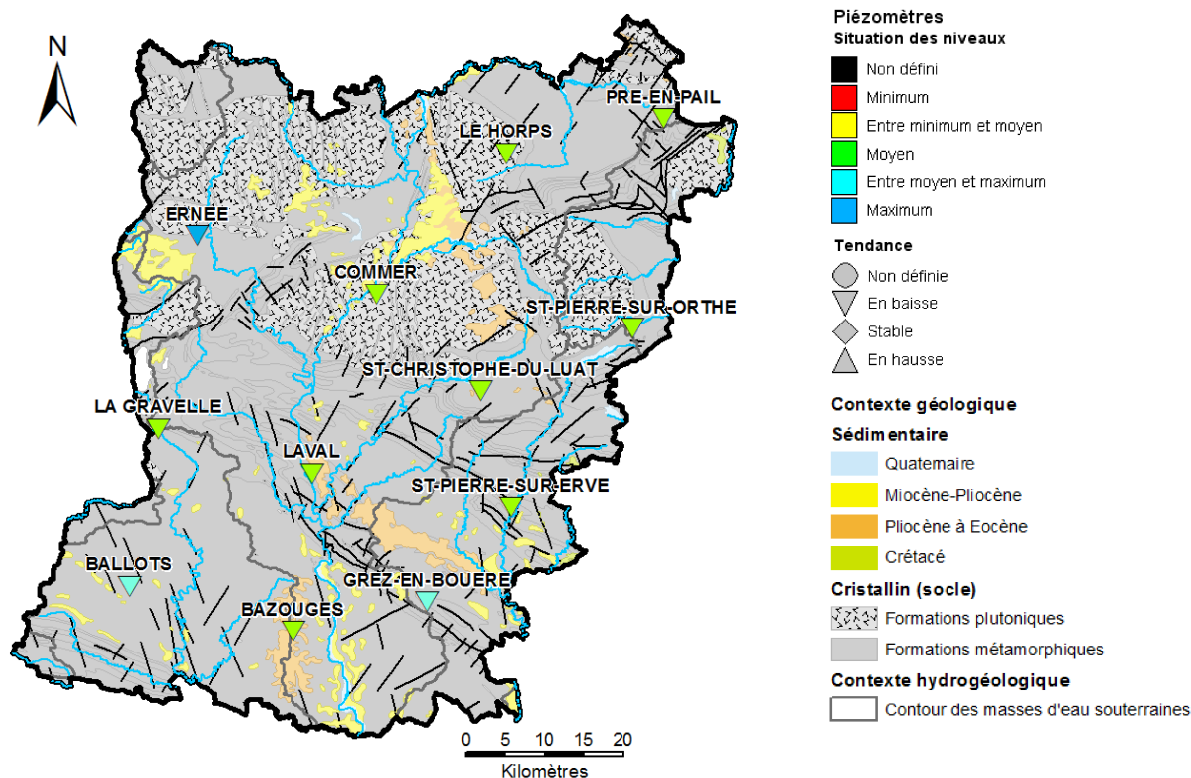 N
PRE-EN-PAIL
LE HORPS
ERNEE
COMMER
ST-PIERRE-SUR-ORTHE
ST-CHRISTOPHE-DU-LUAT
LA GRAVELLE
LAVAL
ST-PIERRE-SUR-ERVE
BALLOTS
GREZ-EN-BOUERE
BAZOUGES
0 5 10 15 20
Kilomètres
Piézomètres
Situation des niveaux
Non défini
Minimum
Entre minimum et moyen
Moyen
Entre moyen et maximum
Maximum
Tendance
Non définie
En baisse
Stable
En hausse
Contexte géologique
Sédimentaire
Quaternaire
Miocène-Pliocène
Pliocène à Eocène
Crétacé
Cristallin (socle)
Formations plutoniques
Formations métamorphiques
Contexte hydrogéologique
Contour des masses d'eau souterraines